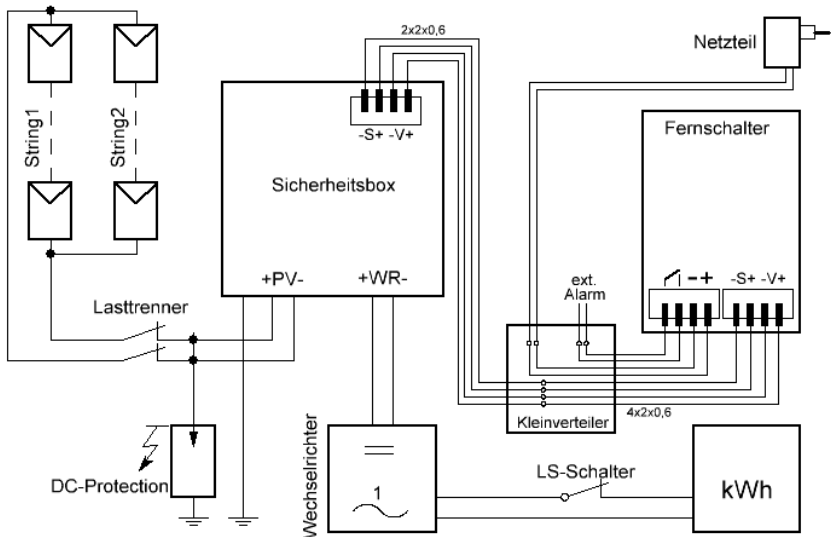 2x2x0,6
Netzteil
String1
String2
-S+ -V+
Sicherheitsbox
Fernschalter
+PV-
+WR-
ext.
Alarm
-+
-S+ -V+
Lasttrenner
Kleinverteiler
4x2x0,6
DC-Protection
Wechselrichter
1
LS-Schalter
kWh